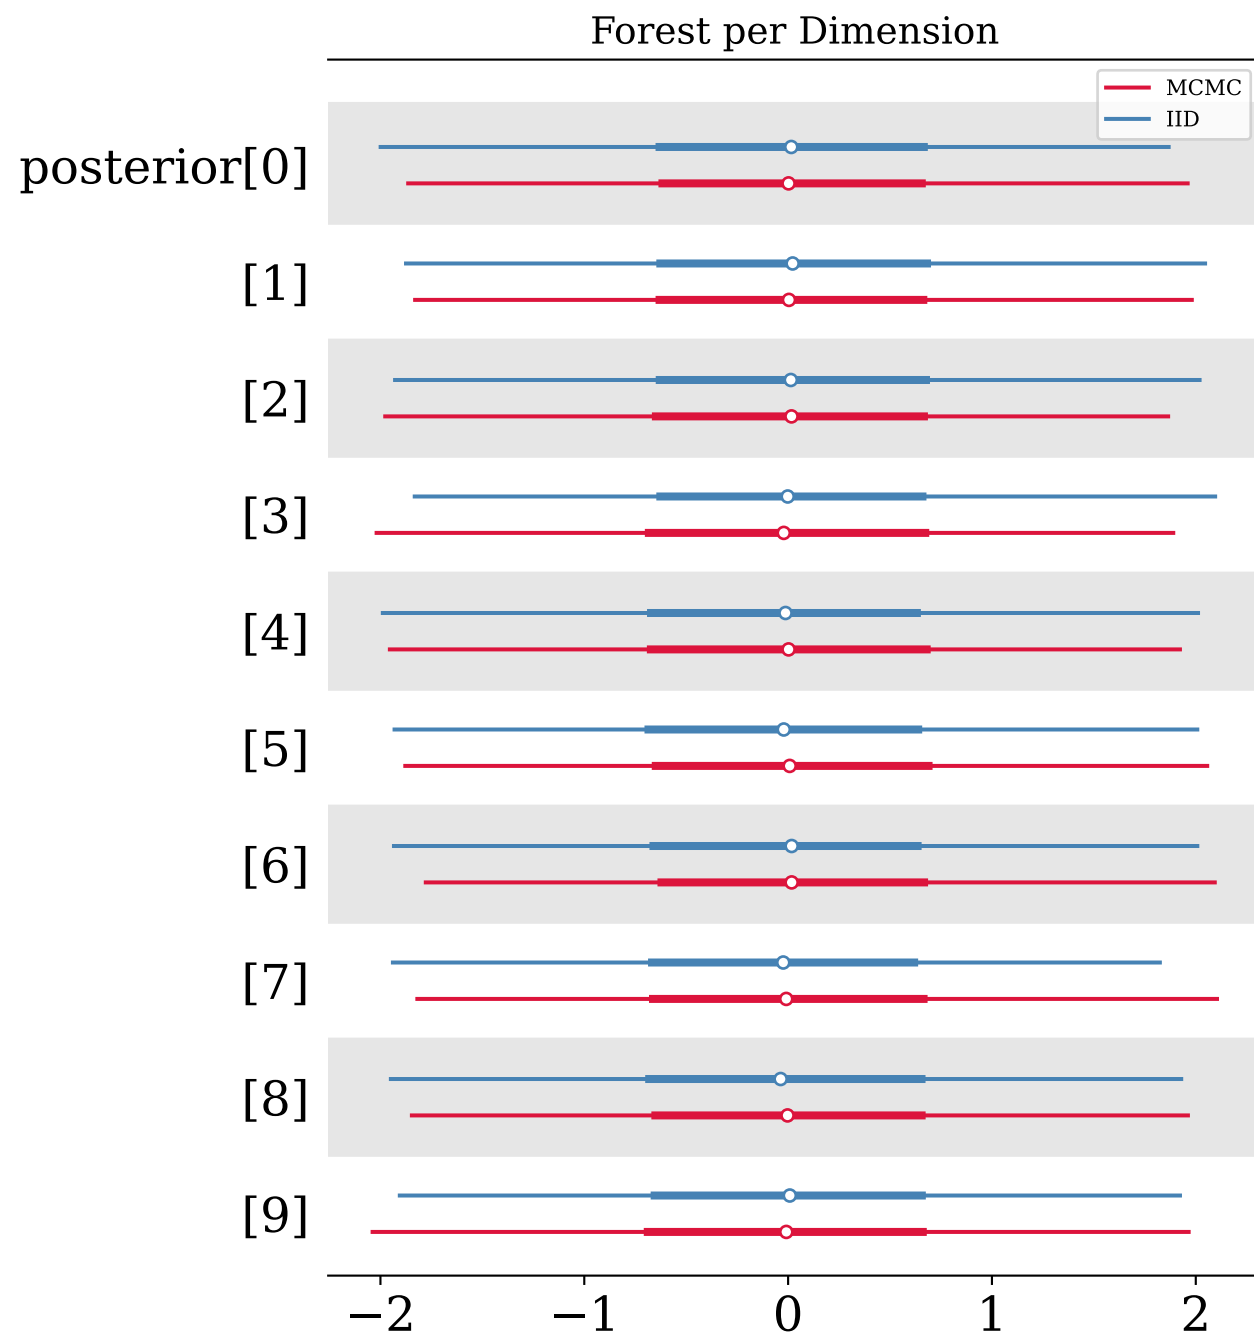 Forest per Dimension
MCMC
IID
posterior[0]
[1]
[2]
[3]
[4]
[5]
[6]
[7]
[8]
[9]
−2 −1 0 1 2